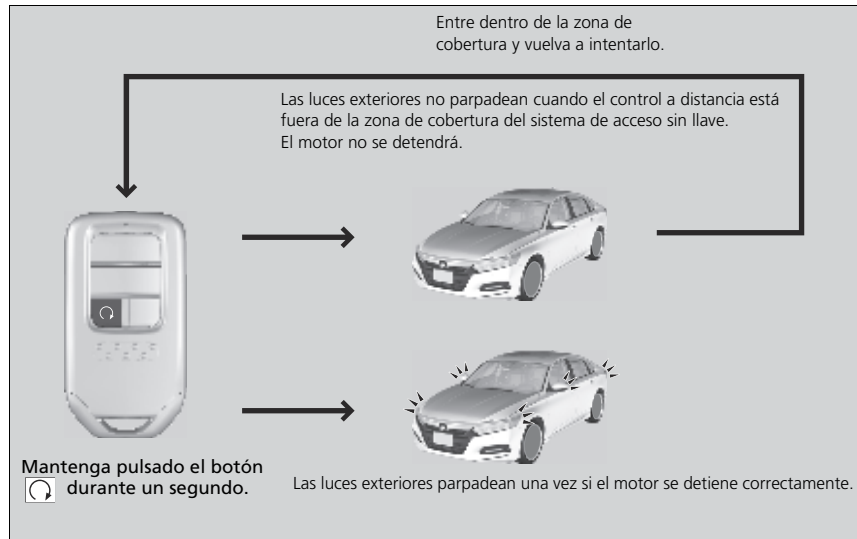 Entre dentro de la zona de
cobertura y vuelva a intentarlo.
Las luces exteriores no parpadean cuando el control a distancia está
fuera de la zona de cobertura del sistema de acceso sin llave.
El motor no se detendrá.
Mantenga pulsado el botón
durante un segundo.
Las luces exteriores parpadean una vez si el motor se detiene correctamente.